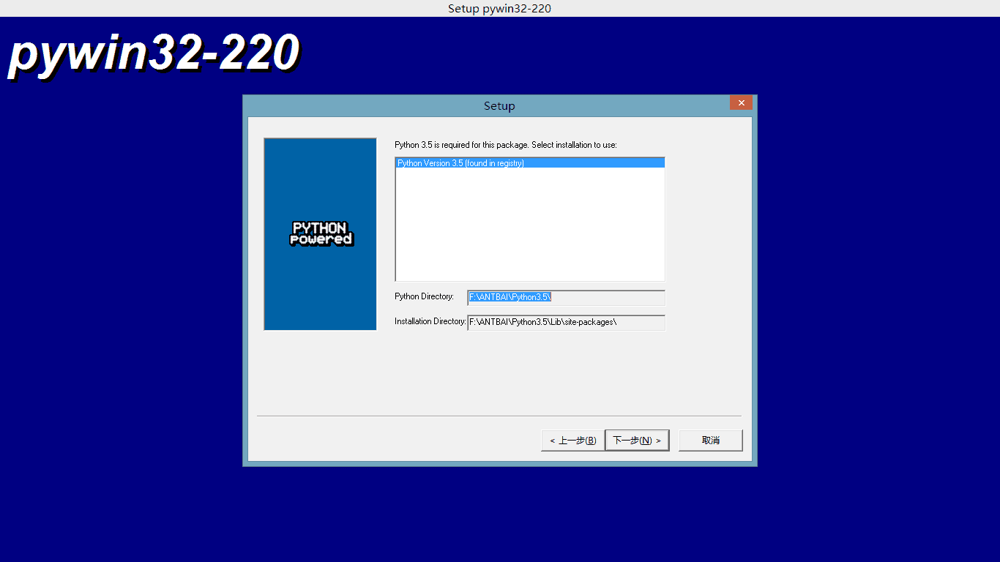 Setup pywin32-220
pywin32-220
Setup
Python 3.5 is required for this package. Select installation to use:
Python Version 3.5 (found in registry)
PYTHON
powered
Python Directory: F:\ANTBAI\Python3.5\
Installation Directory: F:\ANTBAI\Python3.5\Lib\site-packages\
< 上一步(B) 下一步(N) > 取消